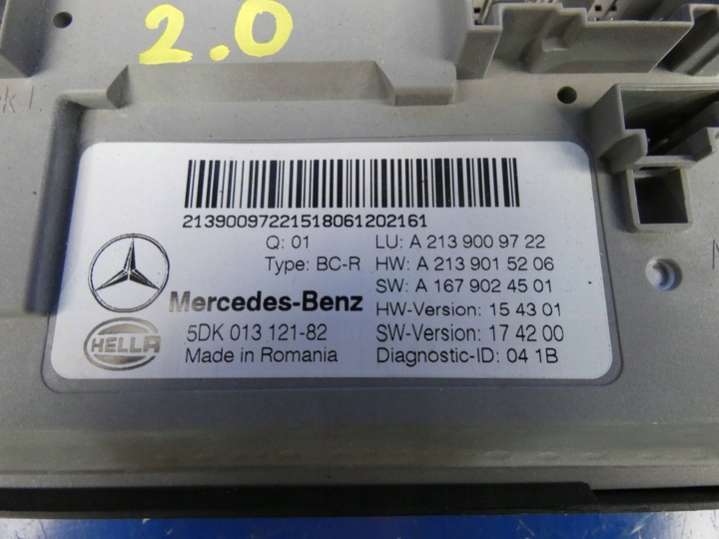 2.0
21390097221518061202161
Q: 01 LU: A 213 900 97 22
Type: BC-R HW: A 213 901 52 06
SW: A 167 902 45 01
Mercedes-Benz HW-Version: 15 43 01
5DK 013 121-82 SW-Version: 17 42 00
HELLA
Made in Romania Diagnostic-ID: 04 1B